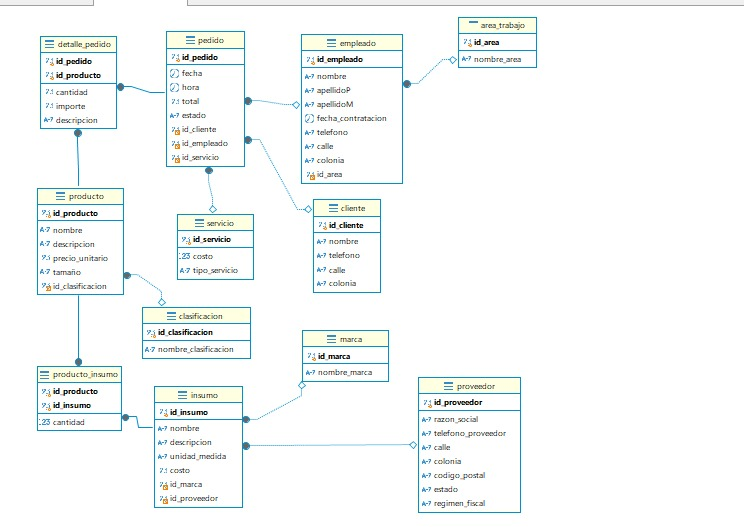 detalle_pedido
id_pedido
id_producto
cantidad
importe
descripcion
pedido
id_pedido
fecha
hora
total
estado
id_cliente
id_empleado
id_servicio
empleado
id_empleado
nombre
apellidoP
apellidoM
fecha_contratacion
telefono
calle
colonia
id_area
area_trabajo
id_area
nombre_area
producto
id_producto
nombre
descripcion
precio_unitario
tamaño
id_clasificacion
servicio
id_servicio
costo
tipo_servicio
cliente
id_cliente
nombre
telefono
calle
colonia
clasificacion
id_clasificacion
nombre_clasificacion
producto_insumo
id_producto
id_insumo
cantidad
insumo
id_insumo
nombre
descripcion
unidad_medida
costo
id_marca
id_proveedor
marca
id_marca
nombre_marca
proveedor
id_proveedor
razon_social
telefono_proveedor
calle
colonia
codigo_postal
estado
regimen_fiscal